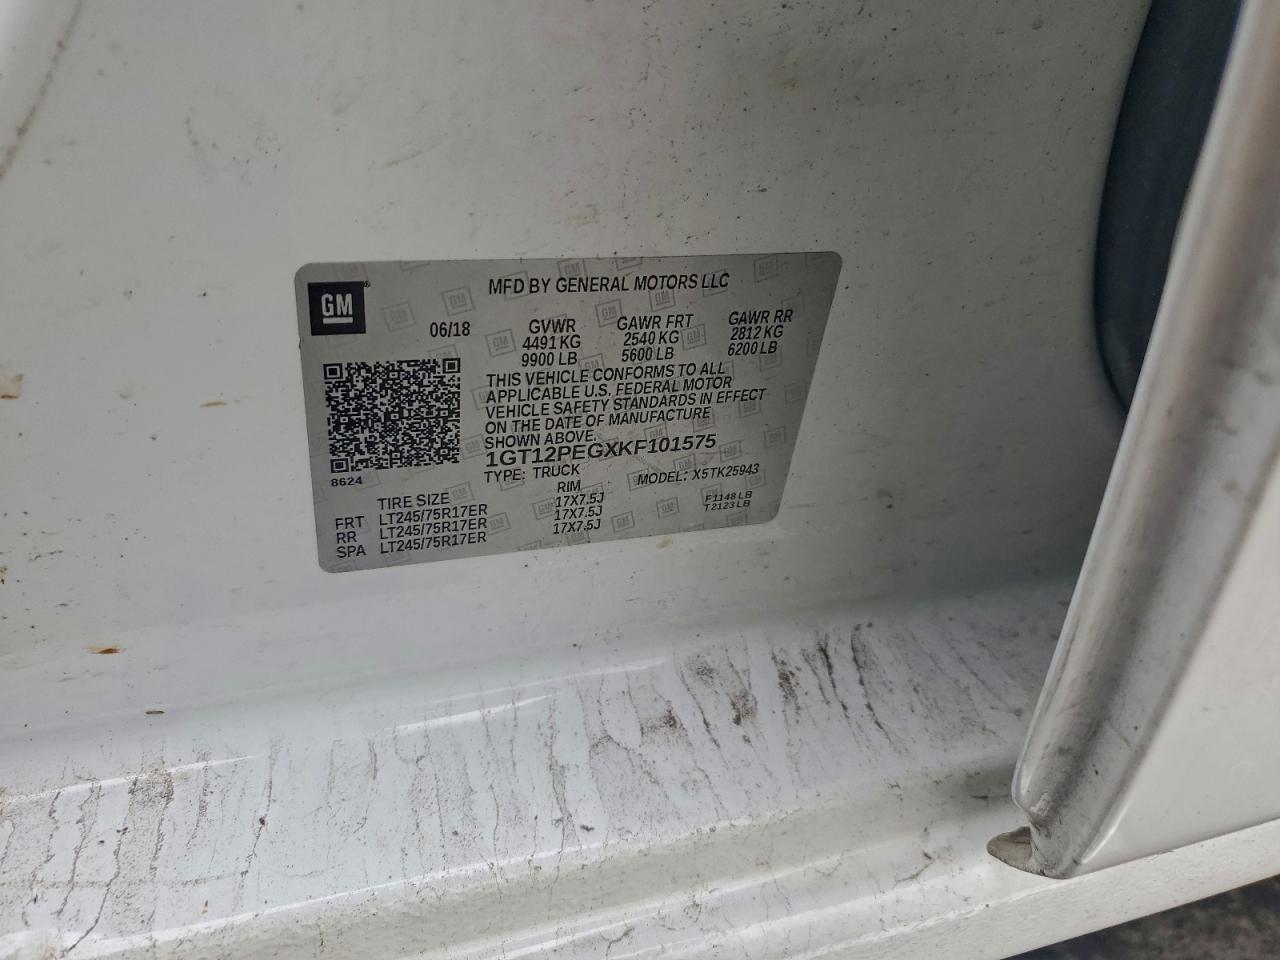 GM
MFD BY GENERAL MOTORS LLC
06/18 GVWR GAWR FRT GAWR RR
4491 KG 2540 KG 2812 KG
9900 LB 5600 LB 6200 LB
THIS VEHICLE CONFORMS TO ALL
APPLICABLE U.S. FEDERAL MOTOR
VEHICLE SAFETY STANDARDS IN EFFECT
ON THE DATE OF MANUFACTURE
SHOWN ABOVE.
1GT12PEGXKF101575
8624
TYPE: TRUCK MODEL: X5TK25943
TIRE SIZE RIM
FRT LT245/75R17ER 17X7.5J F1148 LB
RR LT245/75R17ER 17X7.5J T2123 LB
SPA LT245/75R17ER 17X7.5J